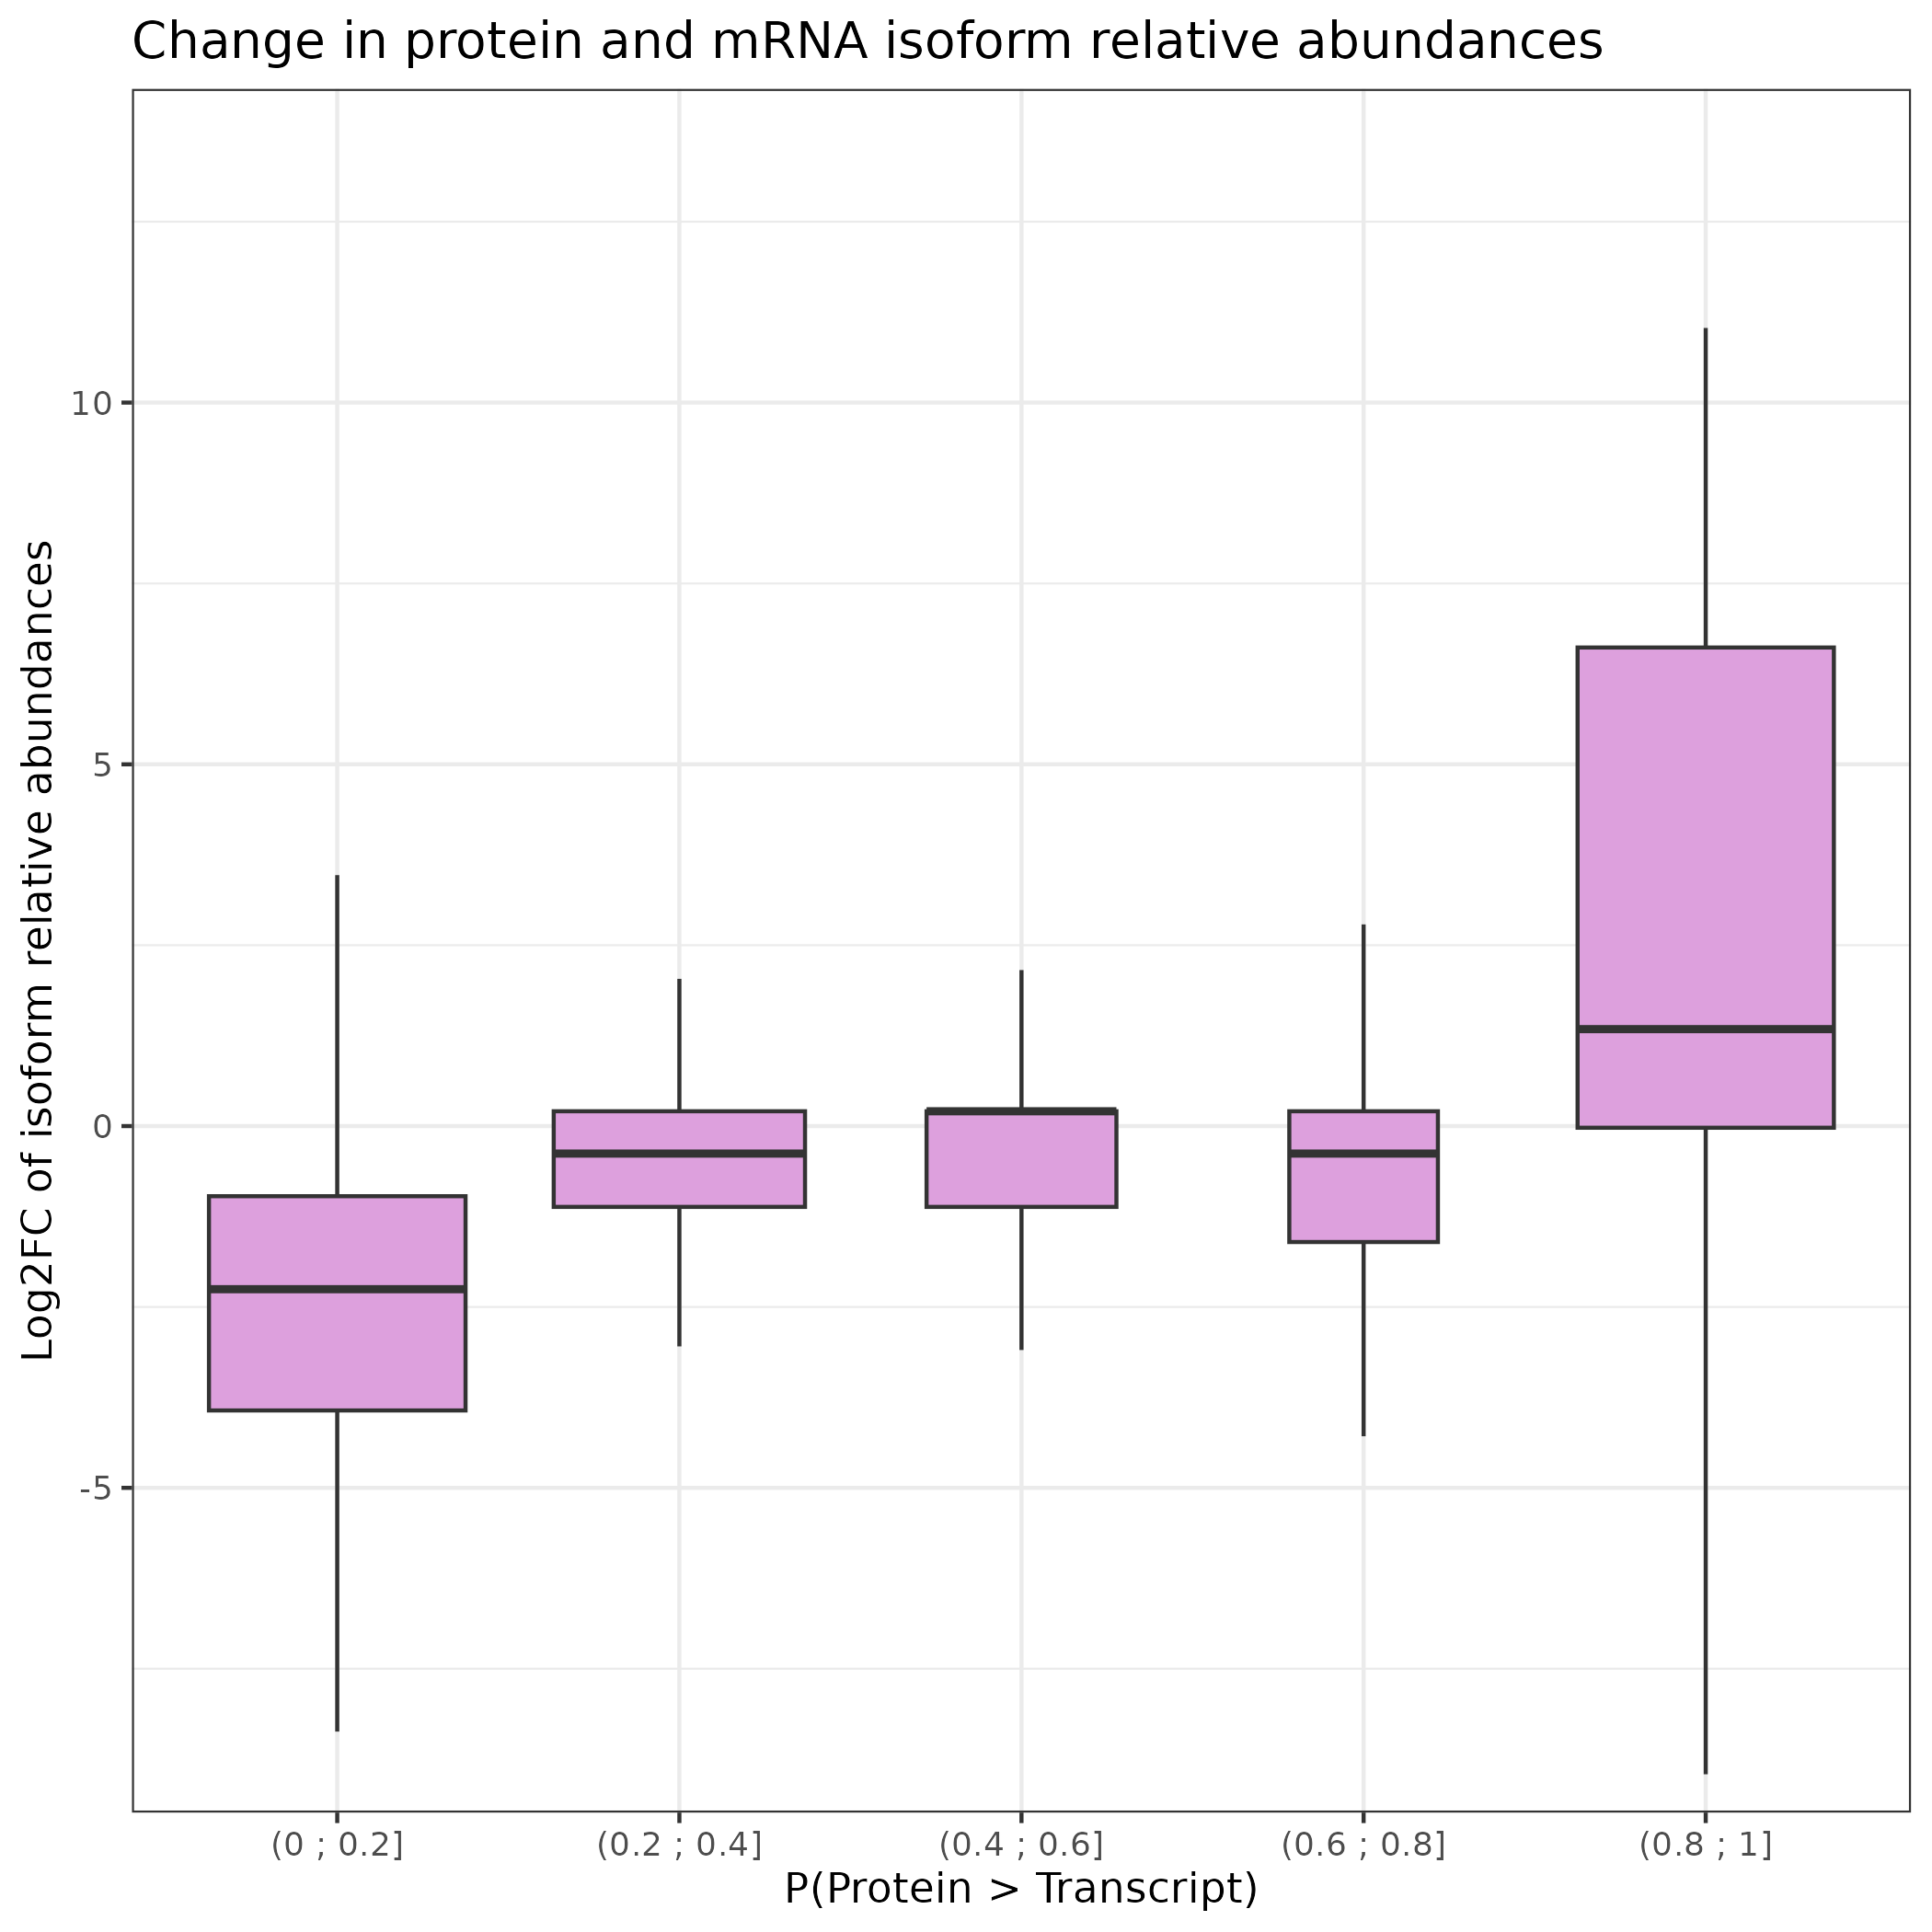 Change in protein and mRNA isoform relative abundances
Log2FC of isoform relative abundances
10
5
0
-5
(0 ; 0.2]
(0.2 ; 0.4]
(0.4 ; 0.6]
(0.6 ; 0.8]
(0.8 ; 1]
P(Protein > Transcript)